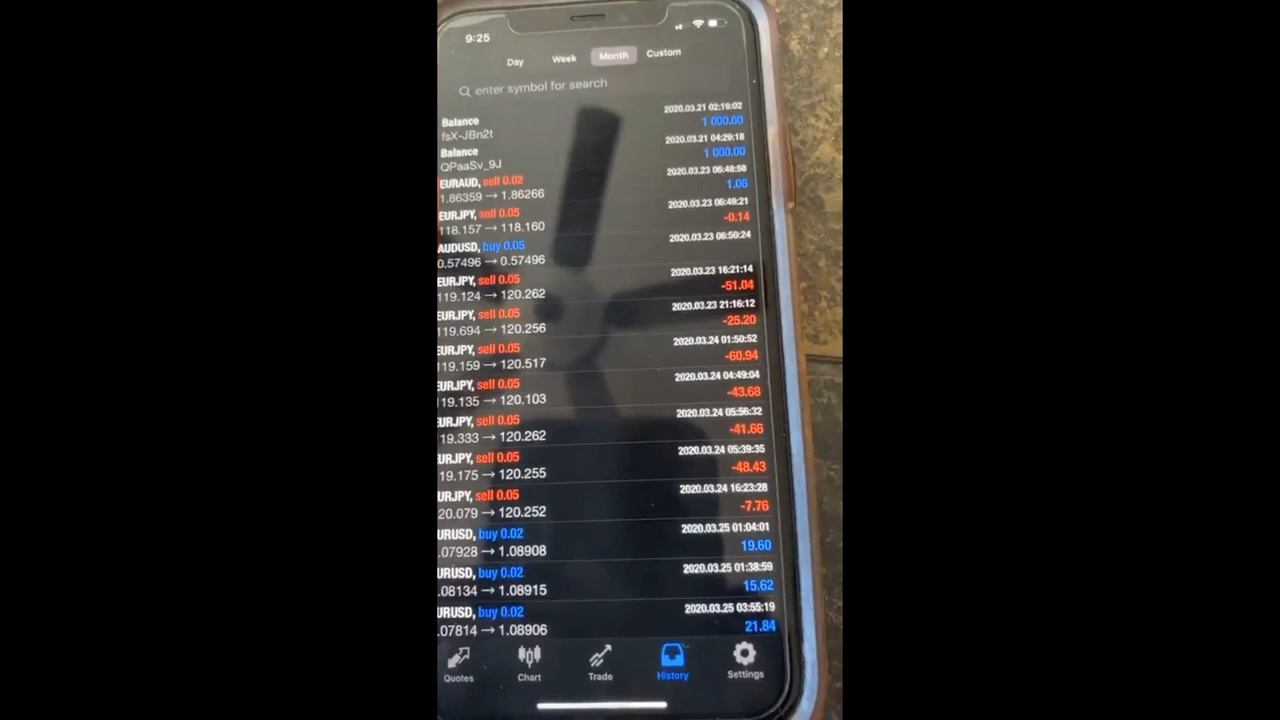 9:25
Day Week Month Custom
enter symbol for search
Balance 2020.03.21 02:19:02
fsX-JBn2t 1 000.00
Balance 2020.03.21 04:29:18
QPaaSv_9J 1 000.00
EURAUD, sell 0.02 2020.03.23 06:48:58
1.86359 → 1.86266 1.06
EURJPY, sell 0.05 2020.03.23 06:49:21
118.157 → 118.160 -0.14
AUDUSD, buy 0.05 2020.03.23 06:50:24
0.57496 → 0.57496
EURJPY, sell 0.05 2020.03.23 16:21:14
119.124 → 120.262 -51.04
EURJPY, sell 0.05 2020.03.23 21:16:12
119.694 → 120.256 -25.20
EURJPY, sell 0.05 2020.03.24 01:50:52
119.159 → 120.517 -60.94
EURJPY, sell 0.05 2020.03.24 04:49:04
119.135 → 120.103 -43.68
EURJPY, sell 0.05 2020.03.24 05:56:32
19.333 → 120.262 -41.66
URJPY, sell 0.05 2020.03.24 05:39:35
19.175 → 120.255 -48.43
URJPY, sell 0.05 2020.03.24 16:23:28
20.079 → 120.252 -7.76
URUSD, buy 0.02 2020.03.25 01:04:01
.07928 → 1.08908 19.60
URUSD, buy 0.02 2020.03.25 01:38:59
.08134 → 1.08915 15.62
URUSD, buy 0.02 2020.03.25 03:55:19
.07814 → 1.08906 21.84
Quotes Chart Trade History Settings